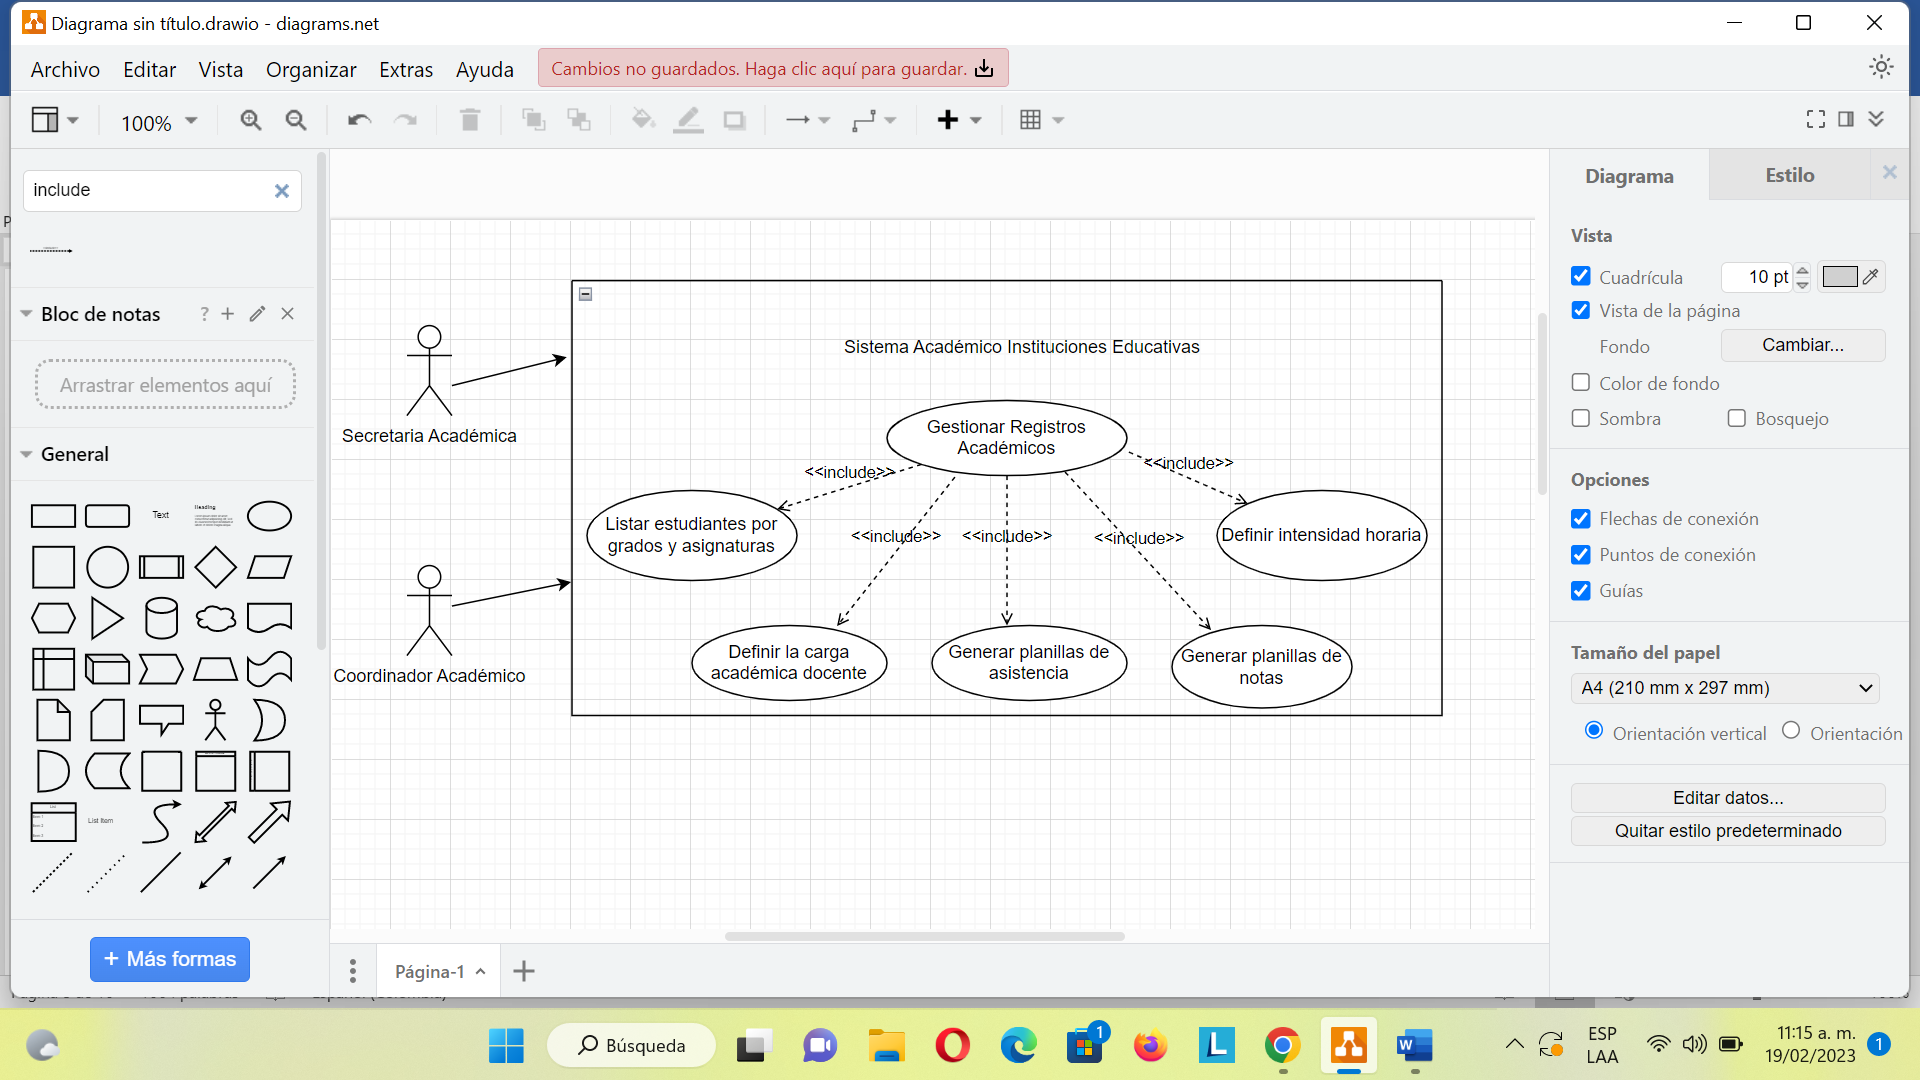 Diagrama sin título.drawio - diagrams.net
Archivo Editar Vista Organizar Extras Ayuda Cambios no guardados. Haga clic aquí para guardar.
100%
include
Bloc de notas ?
Arrastrar elementos aquí
General
Text
Heading
List Item
+ Más formas
Sistema Académico Instituciones Educativas
Secretaria Académica
Gestionar Registros
Académicos
<<include>>
<<include>>
Listar estudiantes por
grados y asignaturas
<<include>>
<<include>>
<<include>>
Definir intensidad horaria
Coordinador Académico
Definir la carga
académica docente
Generar planillas de
asistencia
Generar planillas de
notas
Página-1
Diagrama Estilo
Vista
Cuadrícula 10 pt
Vista de la página
Fondo Cambiar...
Color de fondo
Sombra Bosquejo
Opciones
Flechas de conexión
Puntos de conexión
Guías
Tamaño del papel
A4 (210 mm x 297 mm)
Orientación vertical Orientación
Editar datos...
Quitar estilo predeterminado
Búsqueda
1
L
W
ESP
LAA
11:15 a. m.
19/02/2023
1